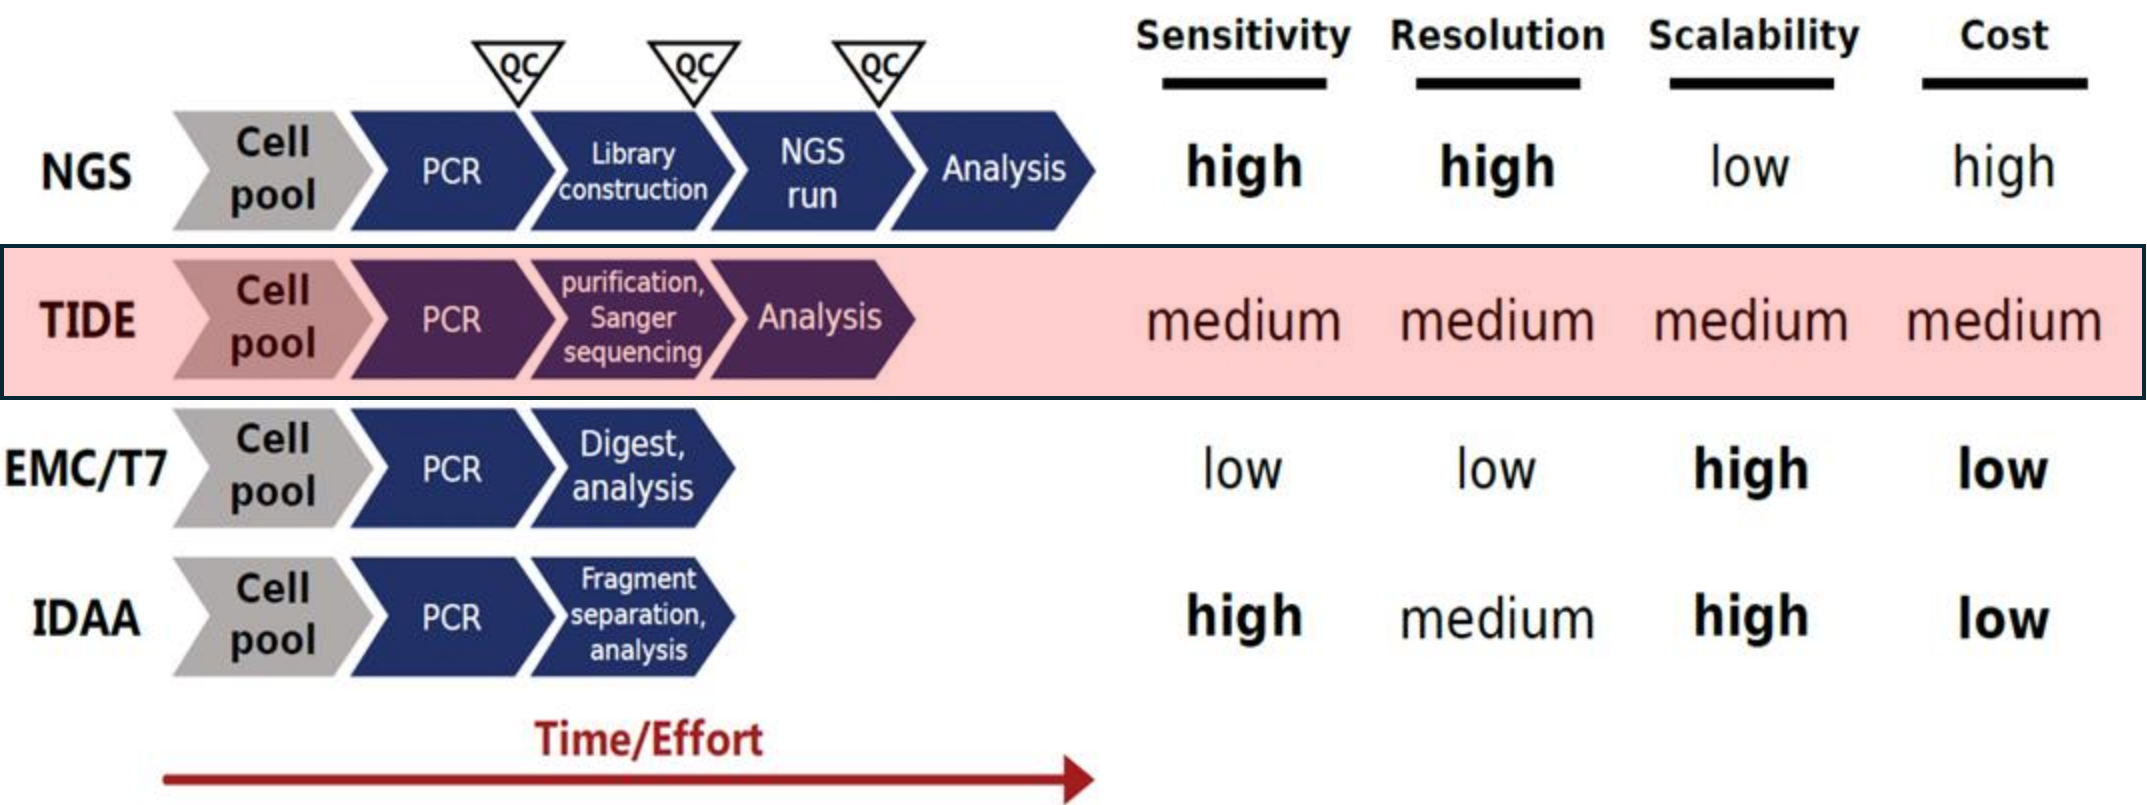 Sensitivity Resolution Scalability Cost
QC QC QC
NGS
Cell
pool
PCR
Library
construction
NGS
run
Analysis
high high low high
TIDE
Cell
pool
PCR
purification,
Sanger
sequencing
Analysis
medium medium medium medium
EMC/T7
Cell
pool
PCR
Digest,
analysis
low low high low
IDAA
Cell
pool
PCR
Fragment
separation,
analysis
high medium high low
Time/Effort